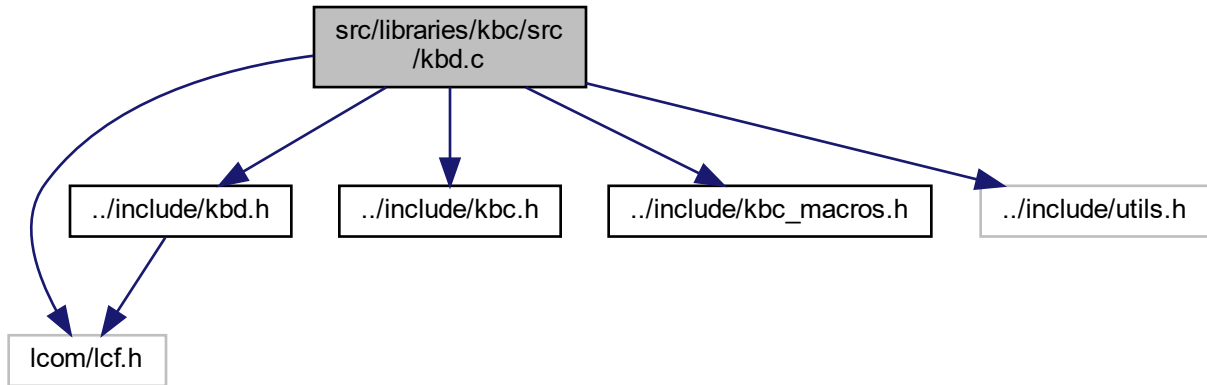 src/libraries/kbc/src
/kbd.c
../include/kbd.h
../include/kbc.h
../include/kbc_macros.h
../include/utils.h
lcom/lcf.h